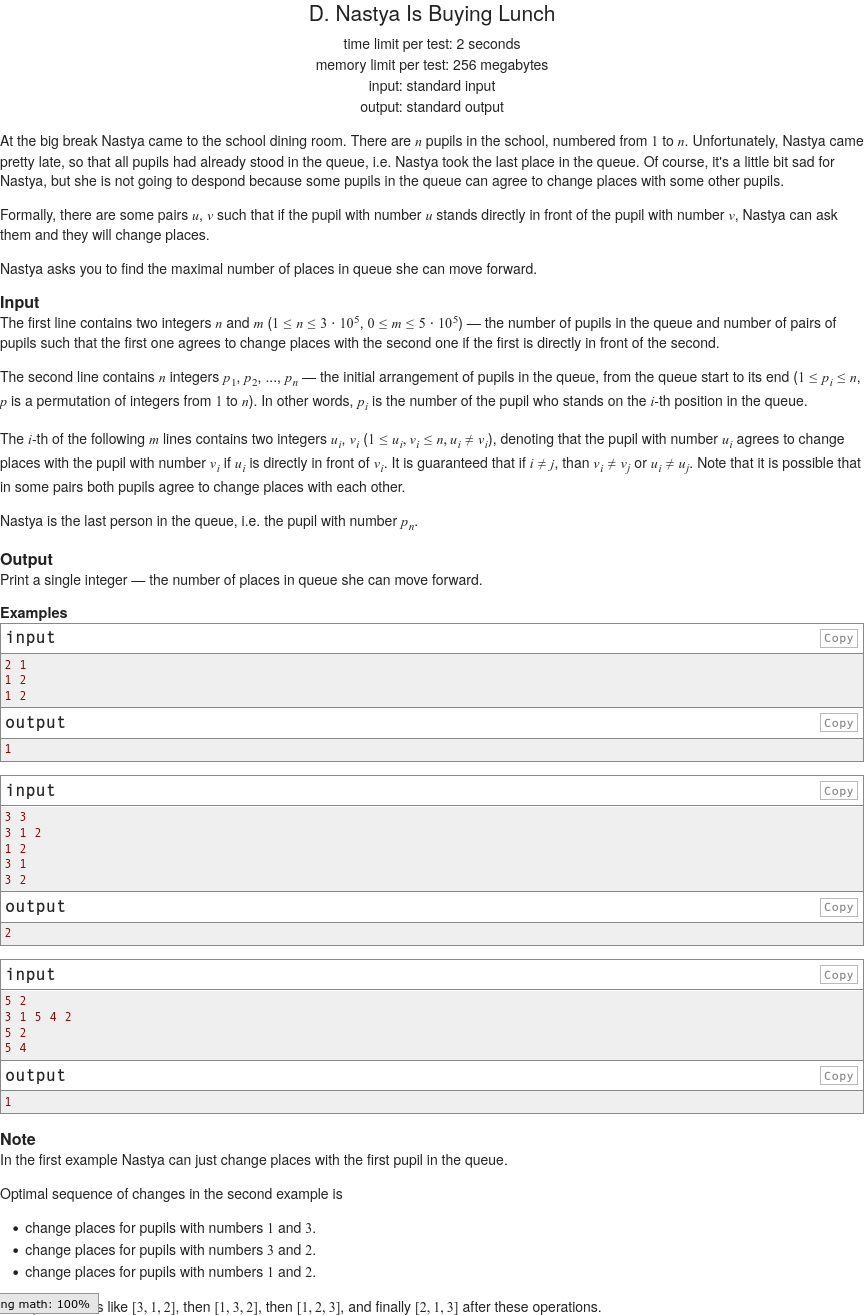 D. Nastya Is Buying Lunch
time limit per test: 2 seconds
memory limit per test: 256 megabytes
input: standard input
output: standard output
At the big break Nastya came to the school dining room. There are n pupils in the school, numbered from 1 to n. Unfortunately, Nastya came
pretty late, so that all pupils had already stood in the queue, i.e. Nastya took the last place in the queue. Of course, it's a little bit sad for
Nastya, but she is not going to despond because some pupils in the queue can agree to change places with some other pupils.
Formally, there are some pairs u, v such that if the pupil with number u stands directly in front of the pupil with number v, Nastya can ask
them and they will change places.
Nastya asks you to find the maximal number of places in queue she can move forward.
Input
The first line contains two integers n and m (1 ≤ n ≤ 3 · 10^5, 0 ≤ m ≤ 5 · 10^5) — the number of pupils in the queue and number of pairs of
pupils such that the first one agrees to change places with the second one if the first is directly in front of the second.
The second line contains n integers p_1, p_2, ..., p_n — the initial arrangement of pupils in the queue, from the queue start to its end (1 ≤ p_i ≤ n,
p is a permutation of integers from 1 to n). In other words, p_i is the number of the pupil who stands on the i-th position in the queue.
The i-th of the following m lines contains two integers u_i, v_i (1 ≤ u_i, v_i ≤ n, u_i ≠ v_i), denoting that the pupil with number u_i agrees to change
places with the pupil with number v_i if u_i is directly in front of v_i. It is guaranteed that if i ≠ j, than v_i ≠ v_j or u_i ≠ u_j. Note that it is possible that
in some pairs both pupils agree to change places with each other.
Nastya is the last person in the queue, i.e. the pupil with number p_n.
Output
Print a single integer — the number of places in queue she can move forward.
Examples
input
Copy
2 1
1 2
1 2
output
Copy
1
input
Copy
3 3
3 1 2
1 2
3 1
3 2
output
Copy
2
input
Copy
5 2
3 1 5 4 2
5 2
5 4
output
Copy
1
Note
In the first example Nastya can just change places with the first pupil in the queue.
Optimal sequence of changes in the second example is
• change places for pupils with numbers 1 and 3.
• change places for pupils with numbers 3 and 2.
• change places for pupils with numbers 1 and 2.
ng math: 100%
s like [3, 1, 2], then [1, 3, 2], then [1, 2, 3], and finally [2, 1, 3] after these operations.